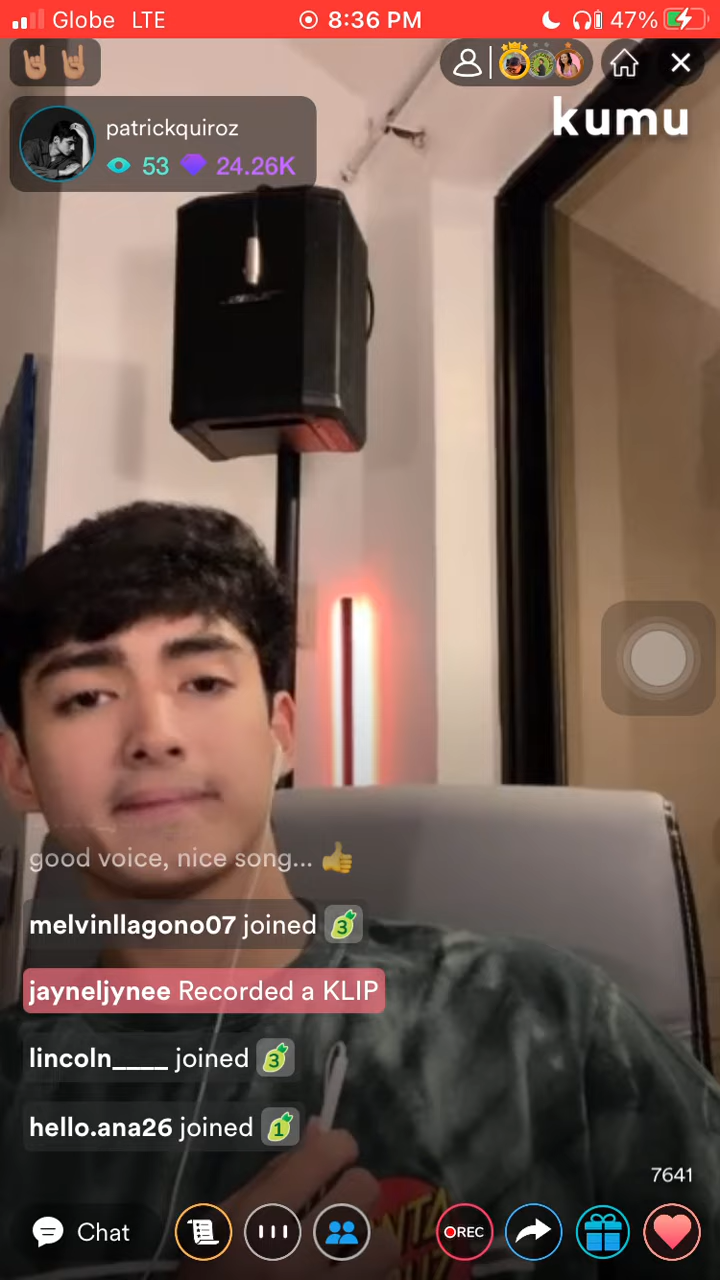 Globe LTE 8:36 PM 47%
patrickquiroz
53 24.26K
kumu
good voice, nice song... 👍
melvinllagono07 joined 3
jayneljynee Recorded a KLIP
lincoln____ joined 3
hello.ana26 joined 1
7641
Chat
REC